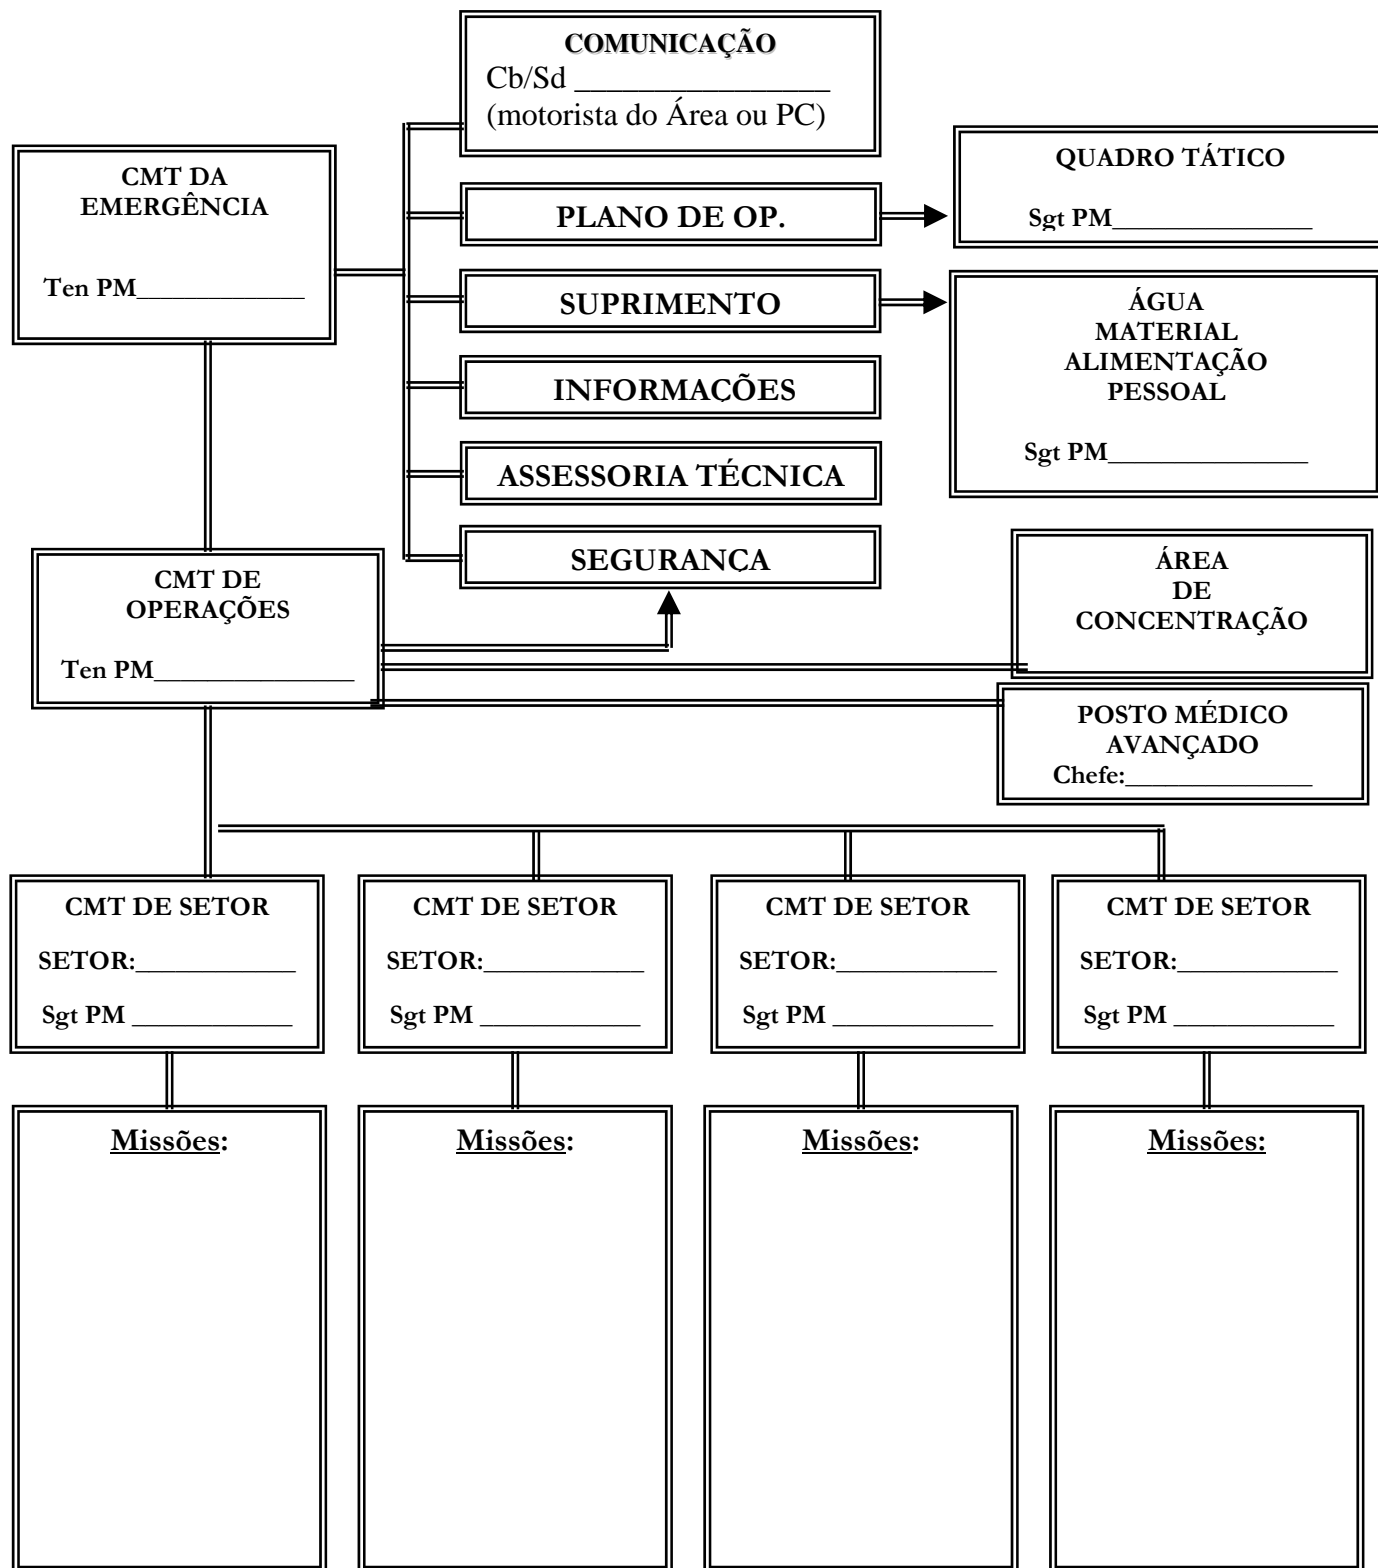 COMUNICAÇÃO
Cb/Sd _________________
(motorista do Área ou PC)
CMT DA
EMERGÊNCIA
Ten PM_____________
QUADRO TÁTICO
Sgt PM_______________
PLANO DE OP.
SUPRIMENTO
ÁGUA
MATERIAL
ALIMENTAÇÃO
PESSOAL
Sgt PM_______________
INFORMAÇÕES
ASSESSORIA TÉCNICA
SEGURANÇA
CMT DE
OPERAÇÕES
Ten PM_______________
ÁREA
DE
CONCENTRAÇÃO
POSTO MÉDICO
AVANÇADO
Chefe:______________
CMT DE SETOR
SETOR:____________
Sgt PM ____________
CMT DE SETOR
SETOR:____________
Sgt PM ____________
CMT DE SETOR
SETOR:____________
Sgt PM ____________
CMT DE SETOR
SETOR:____________
Sgt PM ____________
Missões:
Missões:
Missões:
Missões: